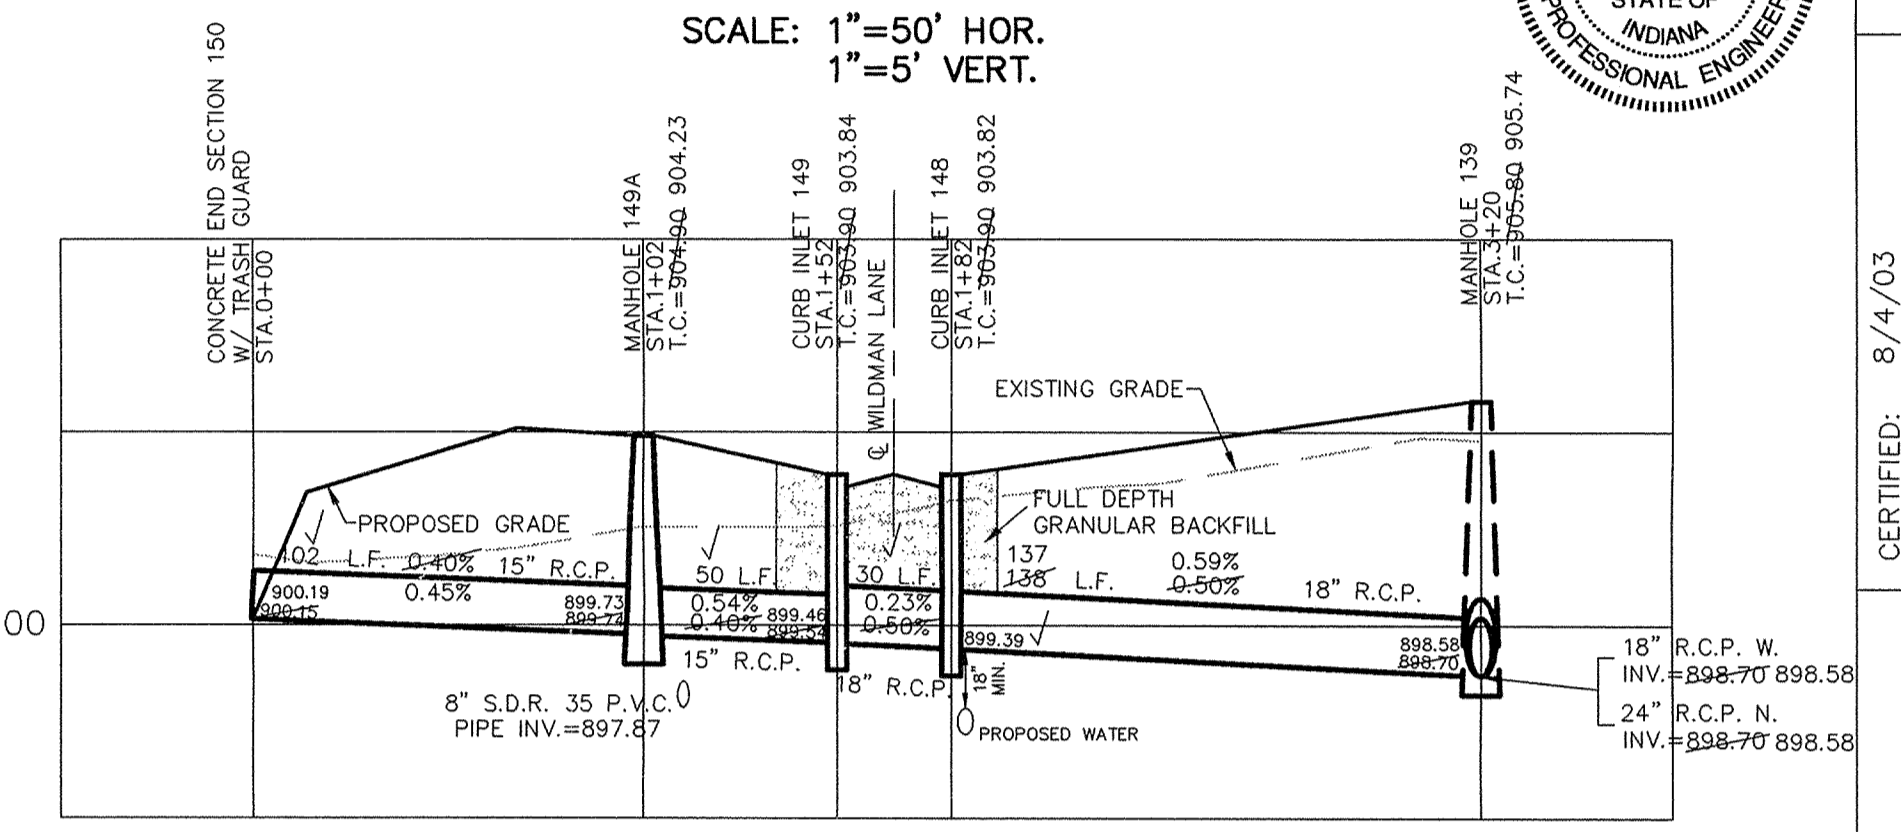 SCALE: 1"=50' HOR.
1"=5' VERT.
STATE OF
INDIANA
PROFESSIONAL ENGINEER
CONCRETE END SECTION 150
W/ TRASH GUARD
STA.0+00
MANHOLE 149A
STA.1+02
T.C.=904.90 904.23
CURB INLET 149
STA.1+52
T.C.=903.90 903.84
℄ WILDMAN LANE
CURB INLET 148
STA.1+82
T.C.=903.90 903.82
MANHOLE 139
STA.3+20
T.C.=905.80 905.74
CERTIFIED: 8/4/03
EXISTING GRADE
PROPOSED GRADE
FULL DEPTH
GRANULAR BACKFILL
102 L.F. 0.40% 15" R.C.P.
0.45%
900.19
900.15
899.73
899.74
50 L.F.
0.54%
0.40%
899.46
899.54
15" R.C.P.
30 L.F.
0.23%
0.50%
18" R.C.P.
137
138 L.F.
0.59%
0.50%
18" R.C.P.
899.39
898.58
898.70
00
18" MIN.
8" S.D.R. 35 P.V.C.
PIPE INV.=897.87
PROPOSED WATER
18" R.C.P. W.
INV.=898.70 898.58
24" R.C.P. N.
INV.=898.70 898.58